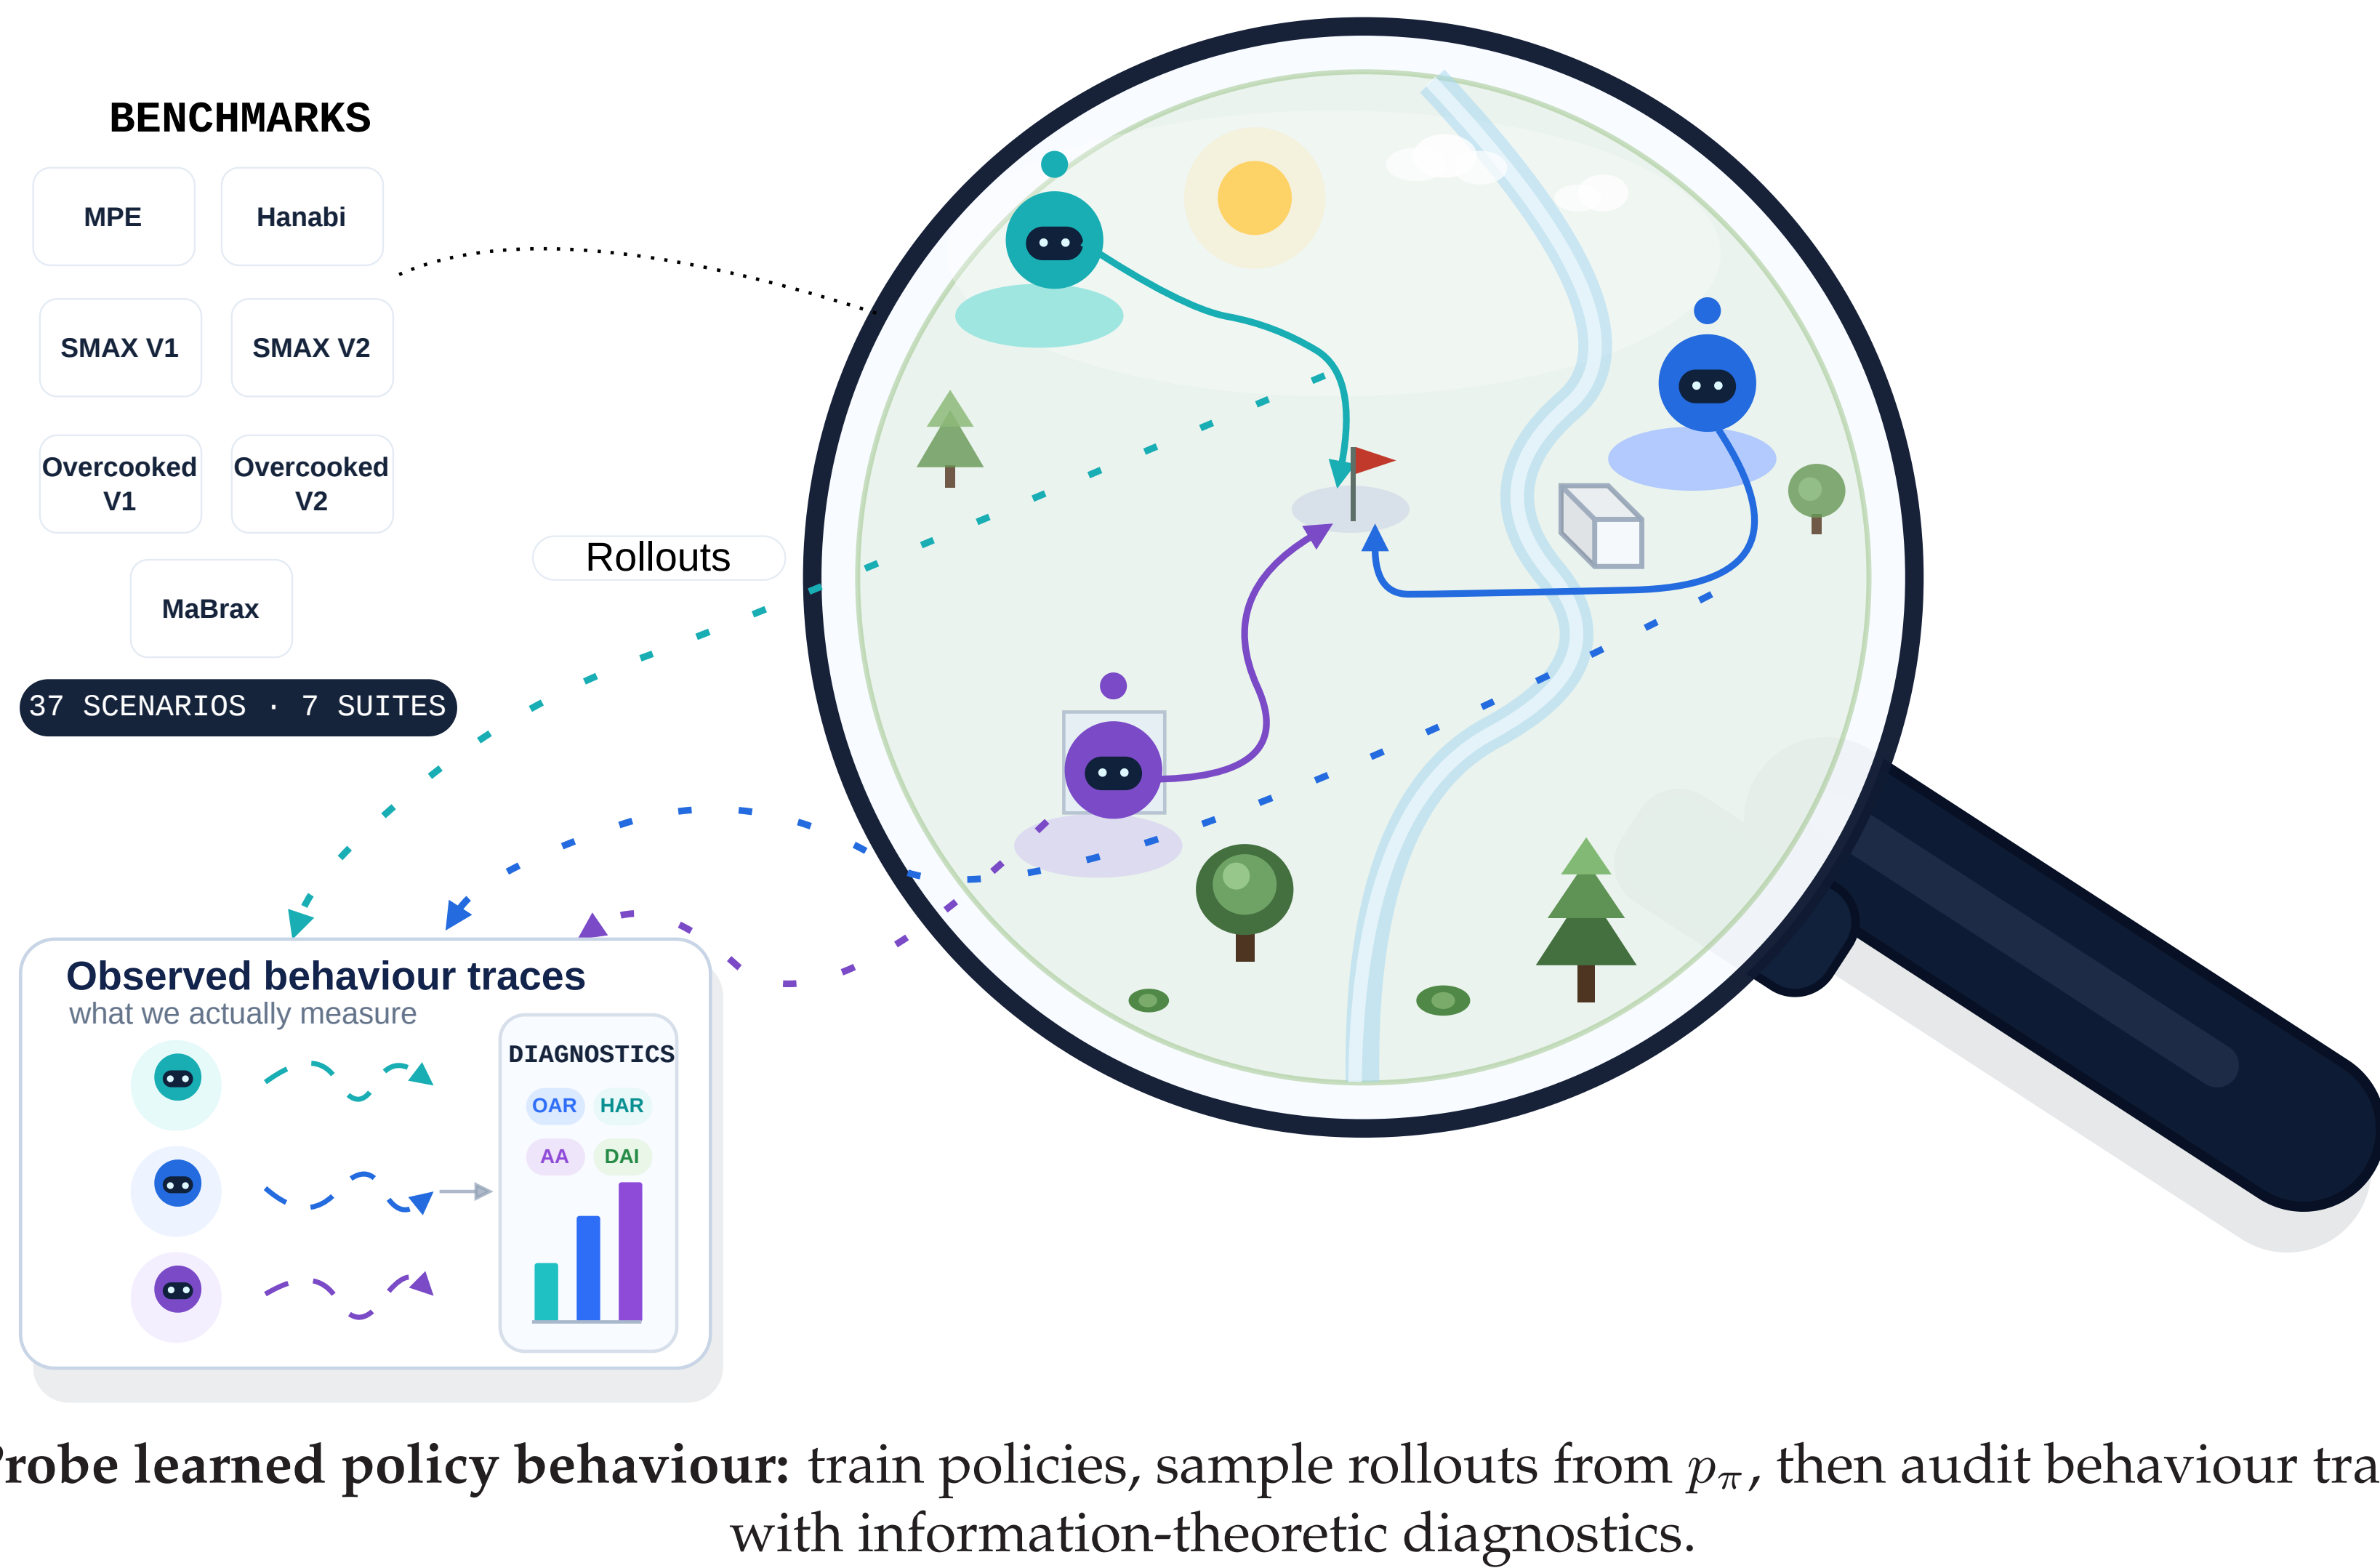 BENCHMARKS
MPE
Hanabi
SMAX V1
SMAX V2
Overcooked
V1
Overcooked
V2
MaBrax
37 SCENARIOS · 7 SUITES
Rollouts
Observed behaviour traces
what we actually measure
DIAGNOSTICS
OAR
HAR
AA
DAI
robe learned policy behaviour: train policies, sample rollouts from pπ, then audit behaviour tra
with information-theoretic diagnostics.